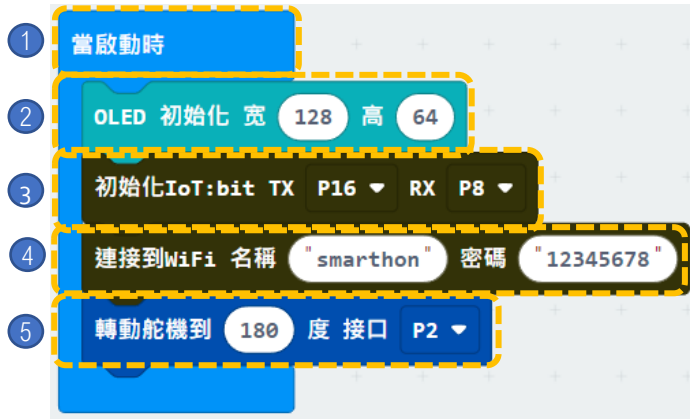 1 當啟動時
2 OLED 初始化 宽 128 高 64
3 初始化IoT:bit TX P16 RX P8
4 連接到WiFi 名稱 "smarthon" 密碼 "12345678"
5 轉動舵機到 180 度 接口 P2